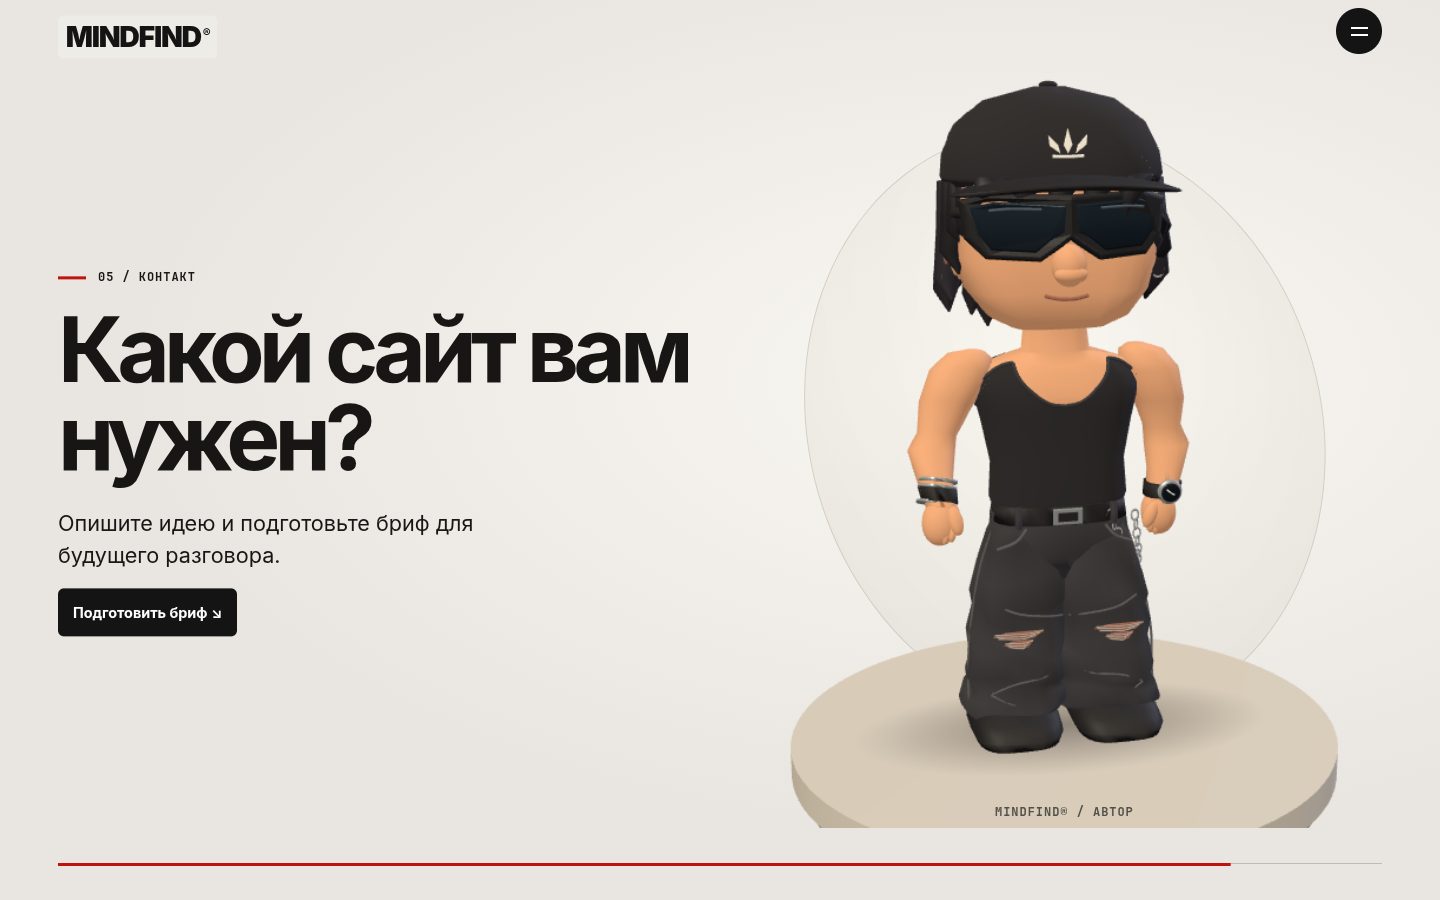 MINDFIND®
05 / КОНТАКТ
Какой сайт вам
нужен?
Опишите идею и подготовьте бриф для
будущего разговора.
Подготовить бриф ↘
MINDFIND® / АВТОР